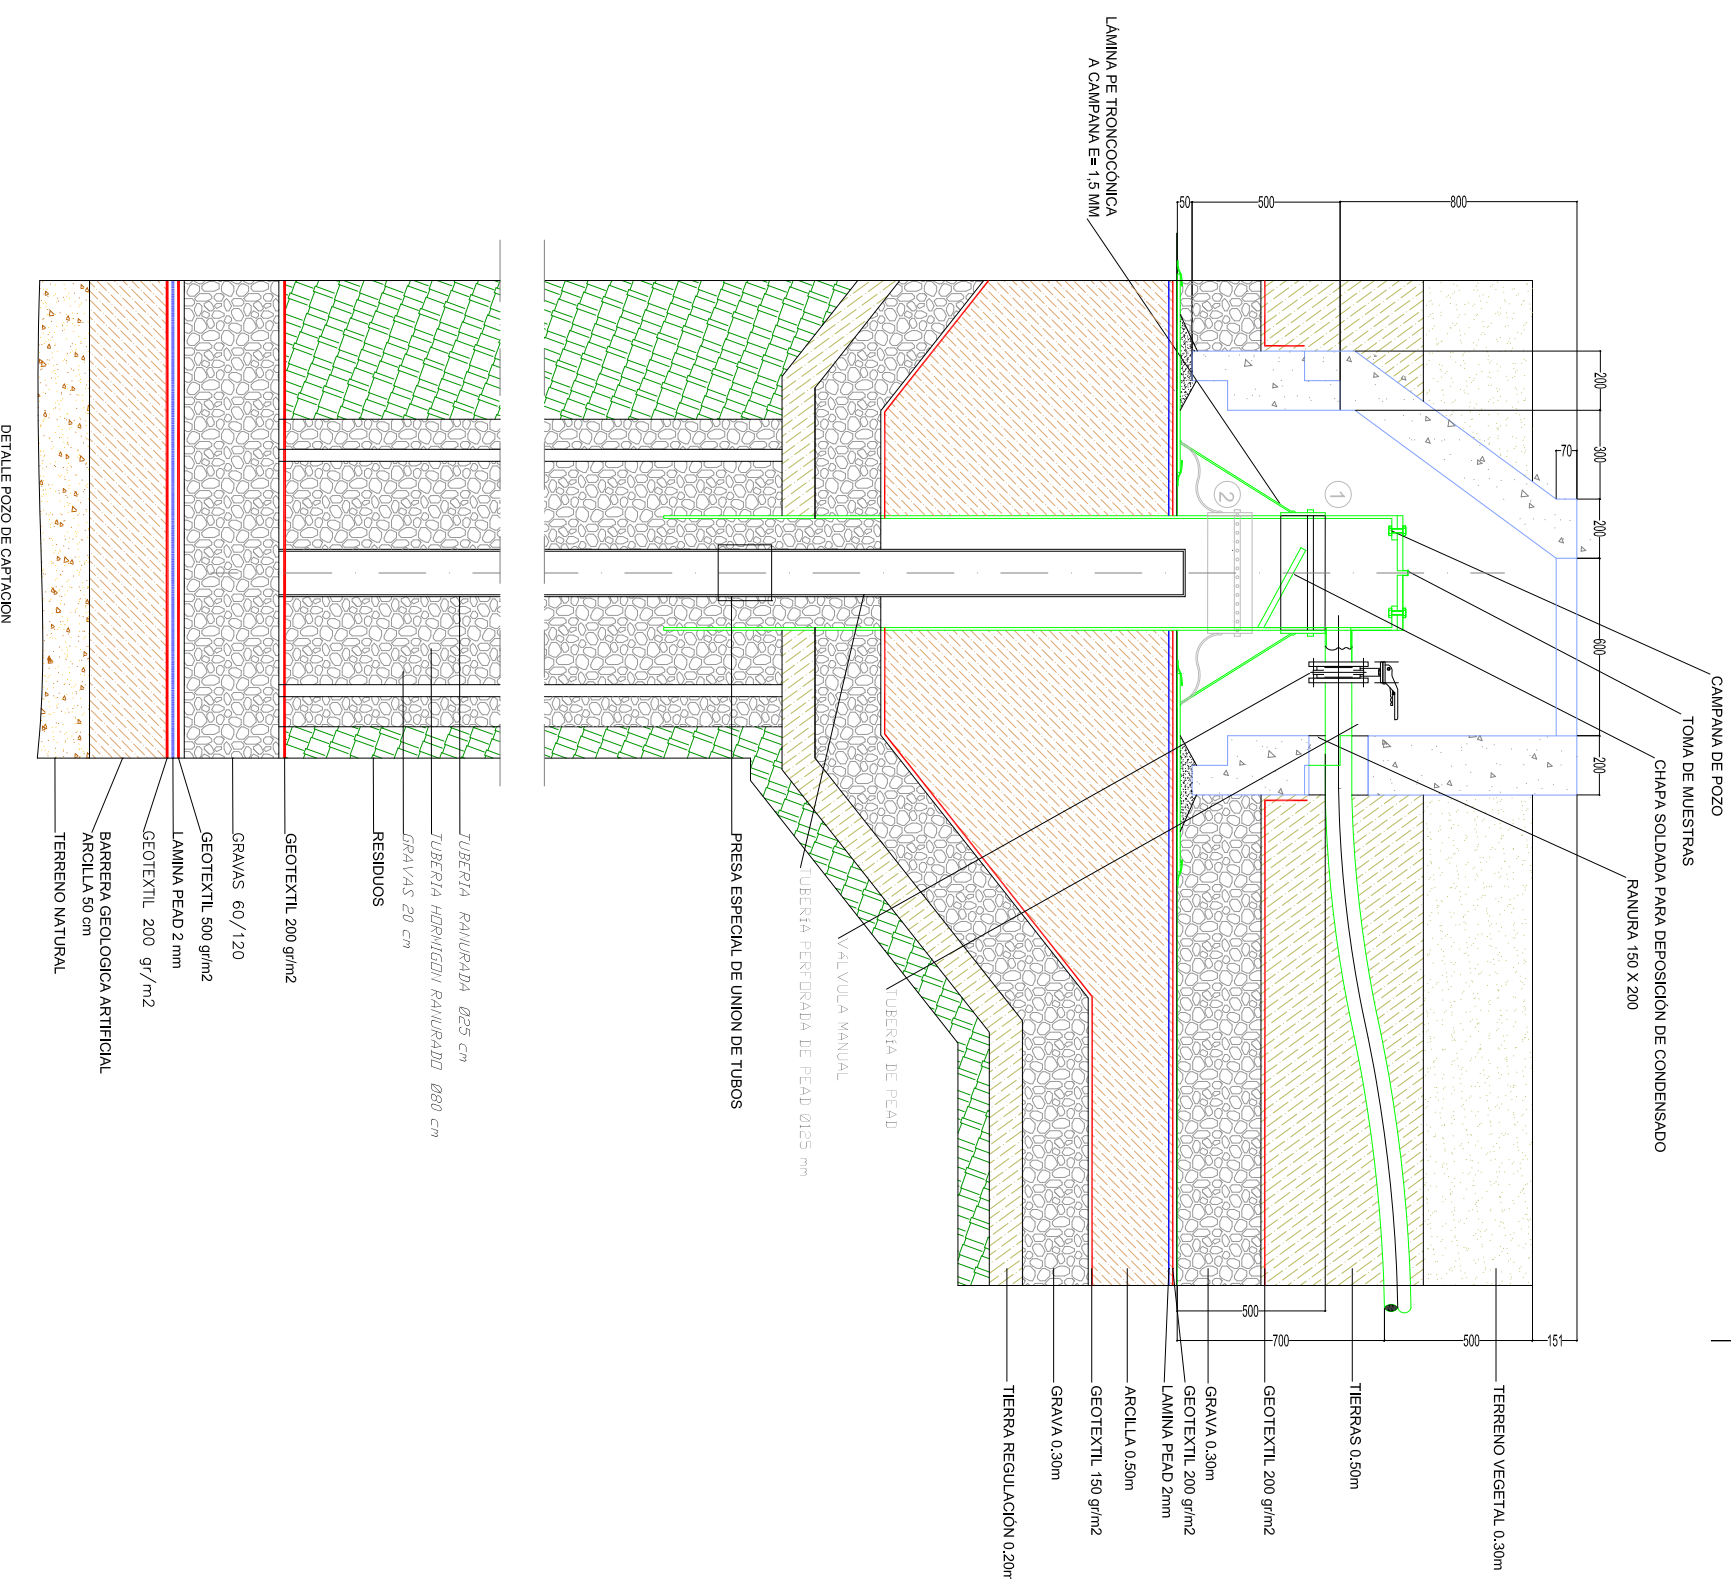 CAMPANA DE POZO
TOMA DE MUESTRAS
CHAPA SOLDADA PARA DEPOSICIÓN DE CONDENSADO
RANURA 150 X 200
200
300
200
600
200
70
800
500
50
LÁMINA PE TRONCOCÓNICA
A CAMPANA E= 1,5 MM
1
2
151
500
700
500
TERRENO VEGETAL 0.30m
TIERRAS 0.50m
GEOTEXTIL 200 gr/m2
GRAVA 0.30m
GEOTEXTIL 200 gr/m2
LAMINA PEAD 2mm
ARCILLA 0.50m
GEOTEXTIL 150 gr/m2
GRAVA 0.30m
TIERRA REGULACIÓN 0.20m
TUBERÍA DE PEAD
VÁLVULA MANUAL
TUBERÍA PERFORADA DE PEAD Ø125 mm
PRESA ESPECIAL DE UNION DE TUBOS
TUBERIA RANURADA Ø25 cm
TUBERIA HORMIGON RANURADO Ø80 cm
GRAVAS 20 cm
RESIDUOS
GEOTEXTIL 200 gr/m2
GRAVAS 60/120
GEOTEXTIL 500 gr/m2
LAMINA PEAD 2 mm
GEOTEXTIL 200 gr/m2
BARRERA GEOLOGICA ARTIFICIAL
ARCILLA 50 cm
TERRENO NATURAL
DETALLE POZO DE CAPTACION